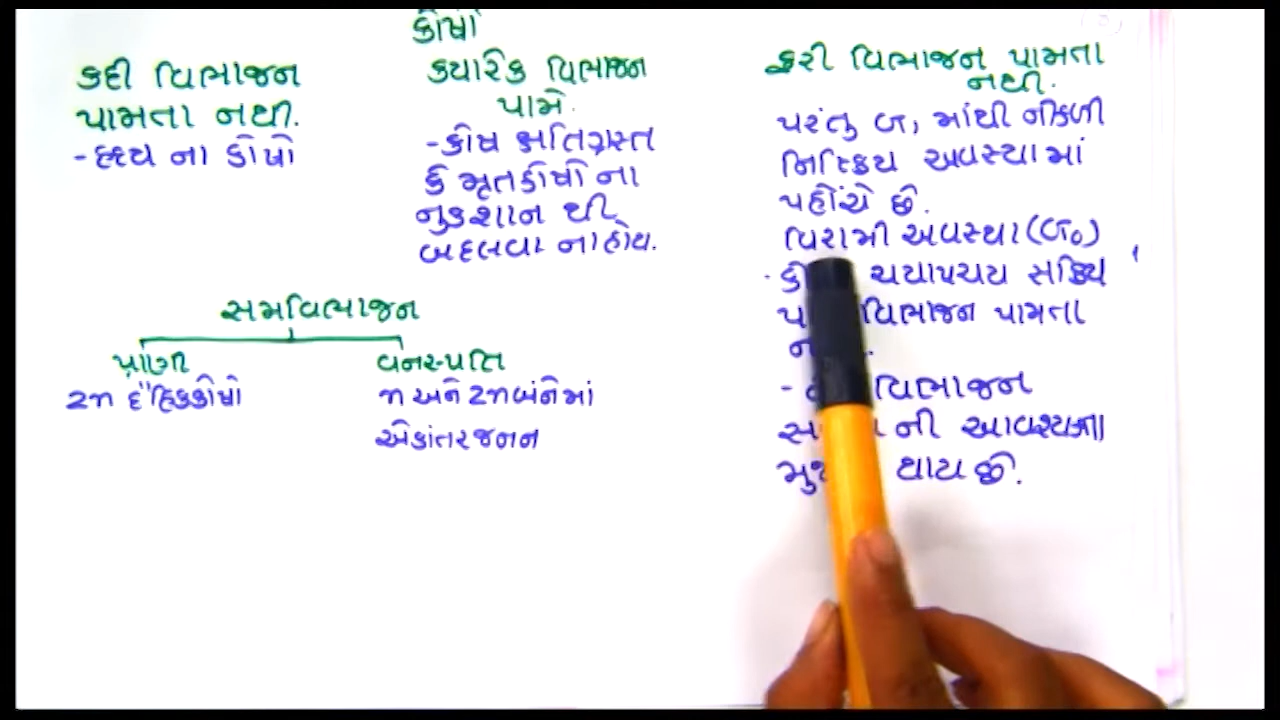 કોષો
કદી વિભાજન
પામતા નથી.
- હૃદય ના કોષો
ક્યારેક વિભાજન
પામે.
- કોષ ક્ષતિગ્રસ્ત
કે મૃતકોષો ના
નુકશાન થી
બદલવા ના હોય.
ફરી વિભાજન પામતા
નથી.
પરંતુ G₁ માંથી નીકળી
નિષ્ક્રિય અવસ્થા માં
પહોંચે છે.
વિરામી અવસ્થા (G₀)
ચયાપચય સક્રિય
વિભાજન પામતા
વિભાજન
ની આવશ્યકતા
થાય છે.
સમવિભાજન
પ્રાણી
2n દૈહિકકોષો
વનસ્પતિ
n અને 2n બંનેમાં
એકાંતરજનન